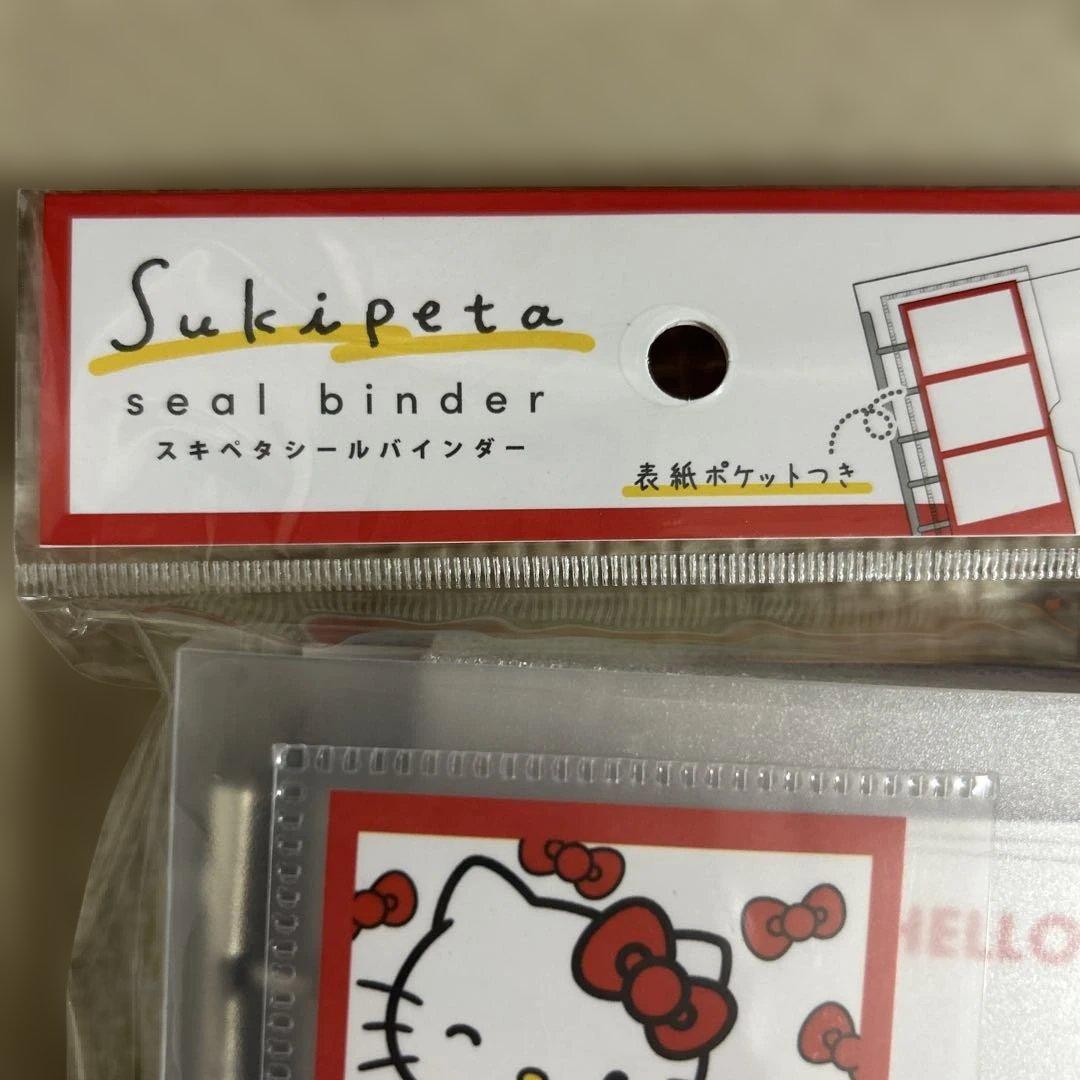 Sukipeta
seal binder
スキペタシールバインダー
表紙ポケットつき
HELLO